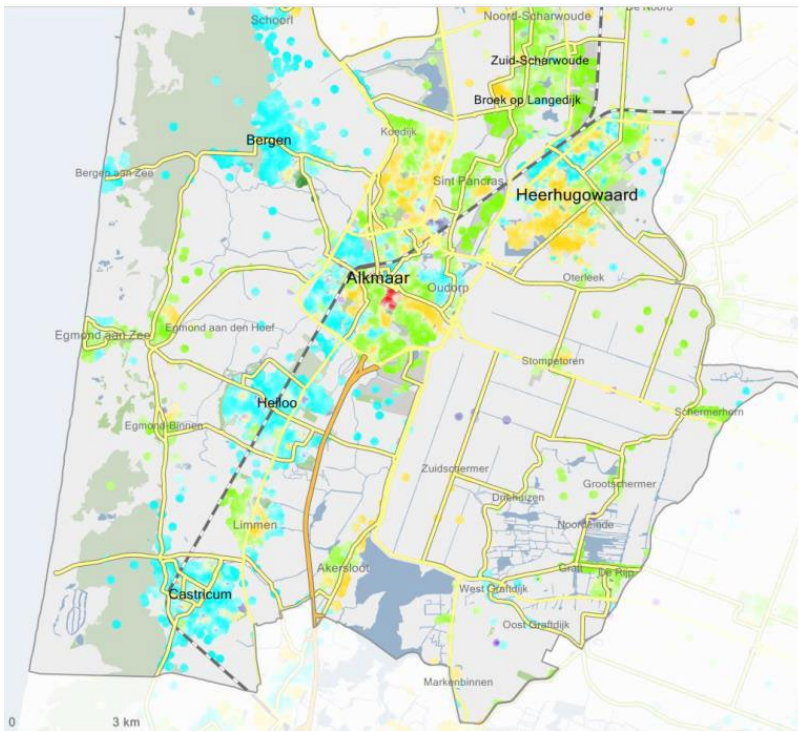 Schoorl
Noord-Scharwoude
De Noord
Zuid-Scharwoude
Broek op Langedijk
Koedijk
Bergen
Bergen aan Zee
Sint Pancras
Heerhugowaard
Alkmaar
Oudorp
Oterleek
Egmond aan Zee
Egmond aan den Hoef
Stompetoren
Heiloo
Schermerhorn
Egmond-Binnen
Zuidschermer
Grootschermer
Driehuizen
Limmen
Noordeinde
Akersloot
Graft
De Rijp
Castricum
West Graftdijk
Oost Graftdijk
Markenbinnen
0 3 km